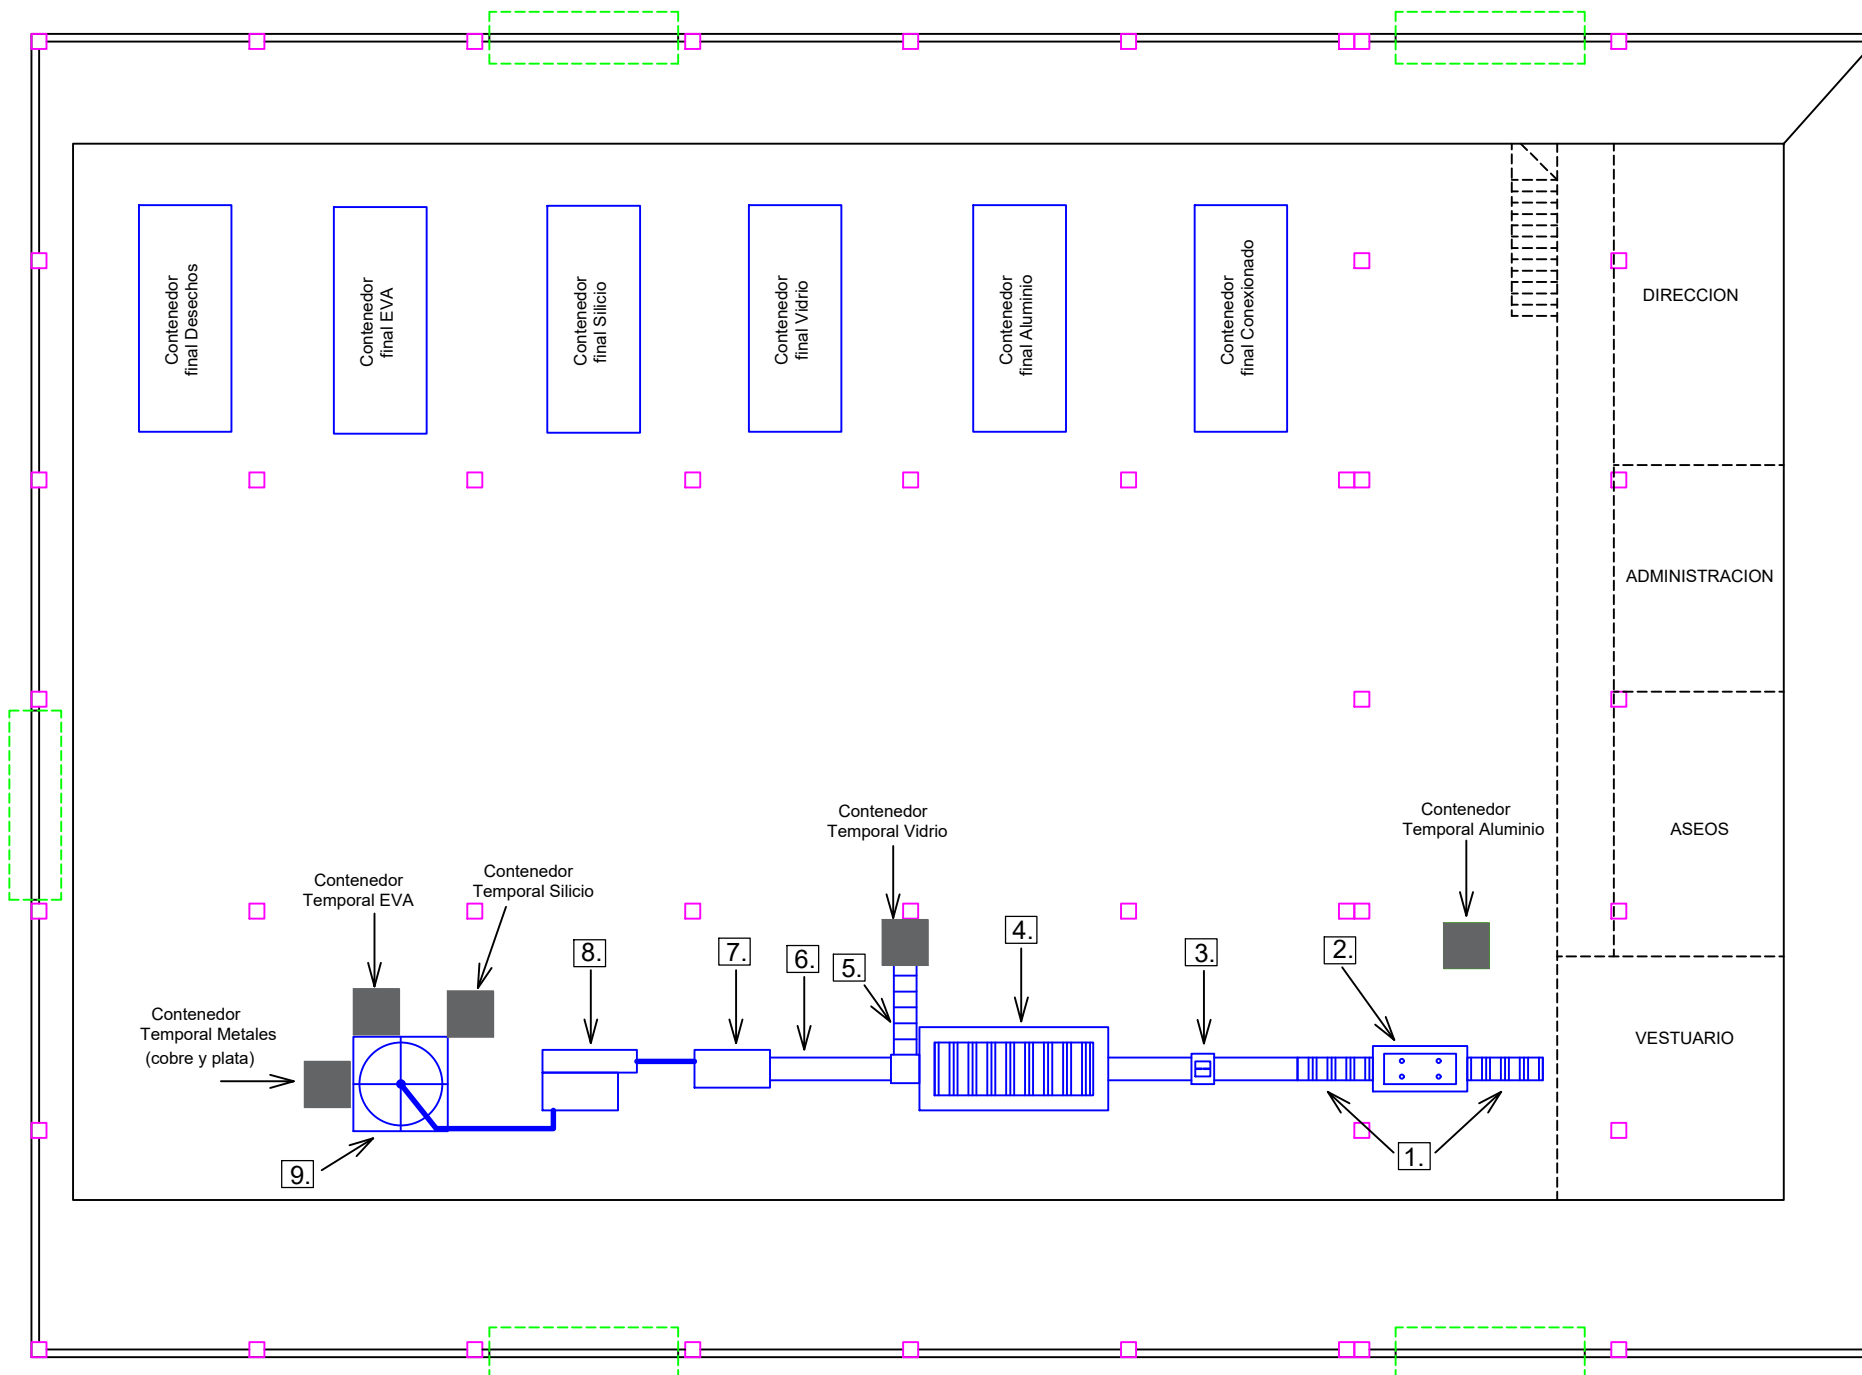 Contenedor
final Desechos
Contenedor
final EVA
Contenedor
final Silicio
Contenedor
final Vidrio
Contenedor
final Aluminio
Contenedor
final Conexionado
DIRECCION
ADMINISTRACION
ASEOS
VESTUARIO
Contenedor
Temporal Vidrio
Contenedor
Temporal Aluminio
Contenedor
Temporal EVA
Contenedor
Temporal Silicio
Contenedor
Temporal Metales
(cobre y plata)
8.
7.
6.
5.
4.
3.
2.
1.
9.